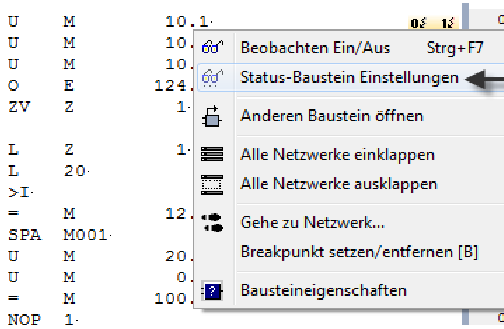 U M 10.1
U M 10.
U M 10.
O E 124.
ZV Z 1
L Z 1
L 20
>I
= M 12.
SPA M001
U M 20.
U M 0.
= M 100.
NOP 1
Beobachten Ein/Aus Strg+F7
Status-Baustein Einstellungen
Anderen Baustein öffnen
Alle Netzwerke einklappen
Alle Netzwerke ausklappen
Gehe zu Netzwerk...
Breakpunkt setzen/entfernen [B]
Bausteineigenschaften